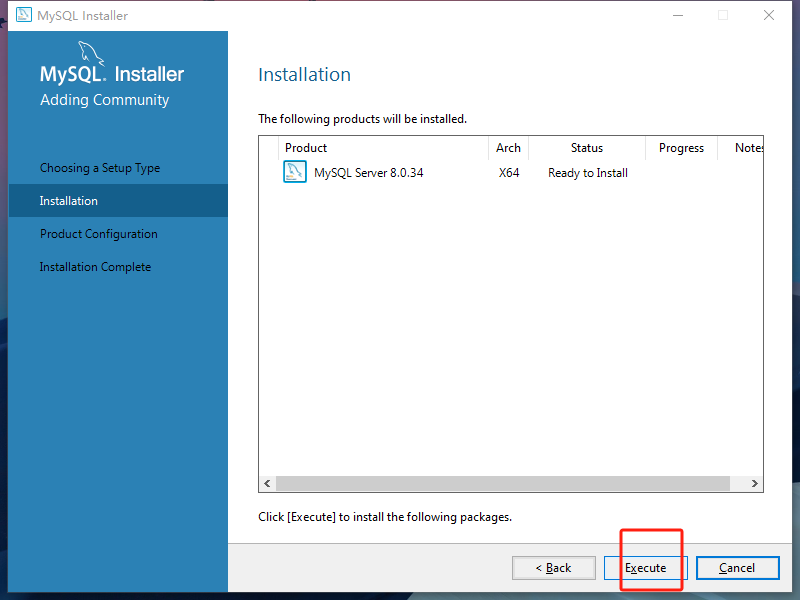 MySQL Installer
MySQL. Installer
Adding Community
Choosing a Setup Type
Installation
Product Configuration
Installation Complete
Installation
The following products will be installed.
Product Arch Status Progress Notes
MySQL Server 8.0.34 X64 Ready to Install
Click [Execute] to install the following packages.
< Back Execute Cancel